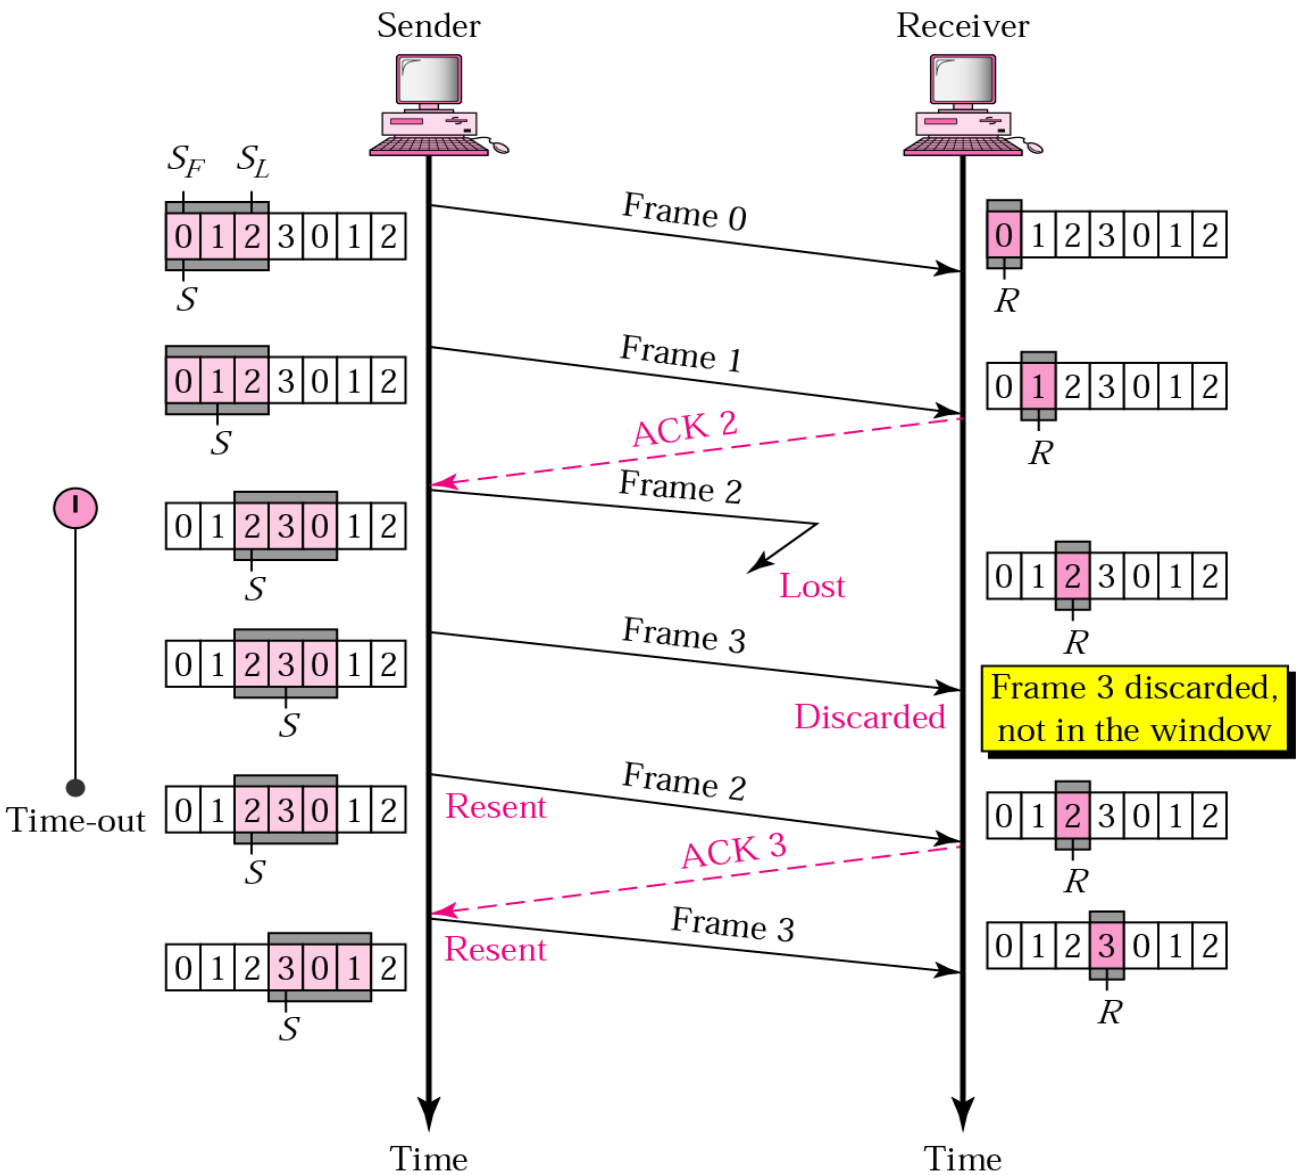 Sender
Receiver
S_F S_L
0 1 2 3 0 1 2
S
Frame 0
0 1 2 3 0 1 2
R
0 1 2 3 0 1 2
S
Frame 1
0 1 2 3 0 1 2
R
ACK 2
0 1 2 3 0 1 2
S
Frame 2
Lost
0 1 2 3 0 1 2
R
0 1 2 3 0 1 2
S
Frame 3
Discarded
Frame 3 discarded,
not in the window
Time-out
0 1 2 3 0 1 2
S
Resent
Frame 2
0 1 2 3 0 1 2
R
ACK 3
0 1 2 3 0 1 2
S
Resent
Frame 3
0 1 2 3 0 1 2
R
Time
Time